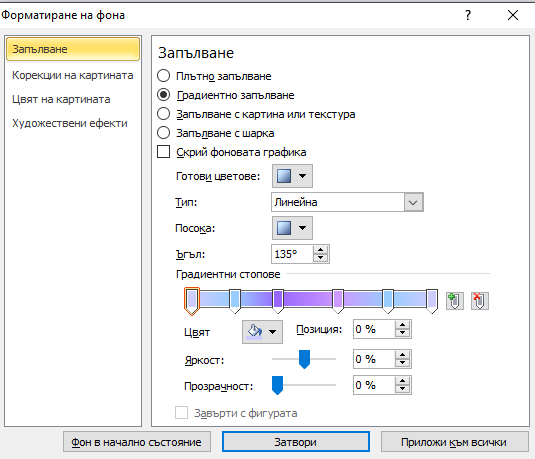 Форматиране на фона
?
Запълване
Корекции на картината
Цвят на картината
Художествени ефекти
Запълване
Плътно запълване
Градиентно запълване
Запълване с картина или текстура
Запълване с шарка
Скрий фоновата графика
Готови цветове:
Тип: Линейна
Посока:
Ъгъл: 135°
Градиентни стопове
Цвят Позиция: 0 %
Яркост: 0 %
Прозрачност: 0 %
Завърти с фигурата
Фон в начално състояние Затвори Приложи към всички